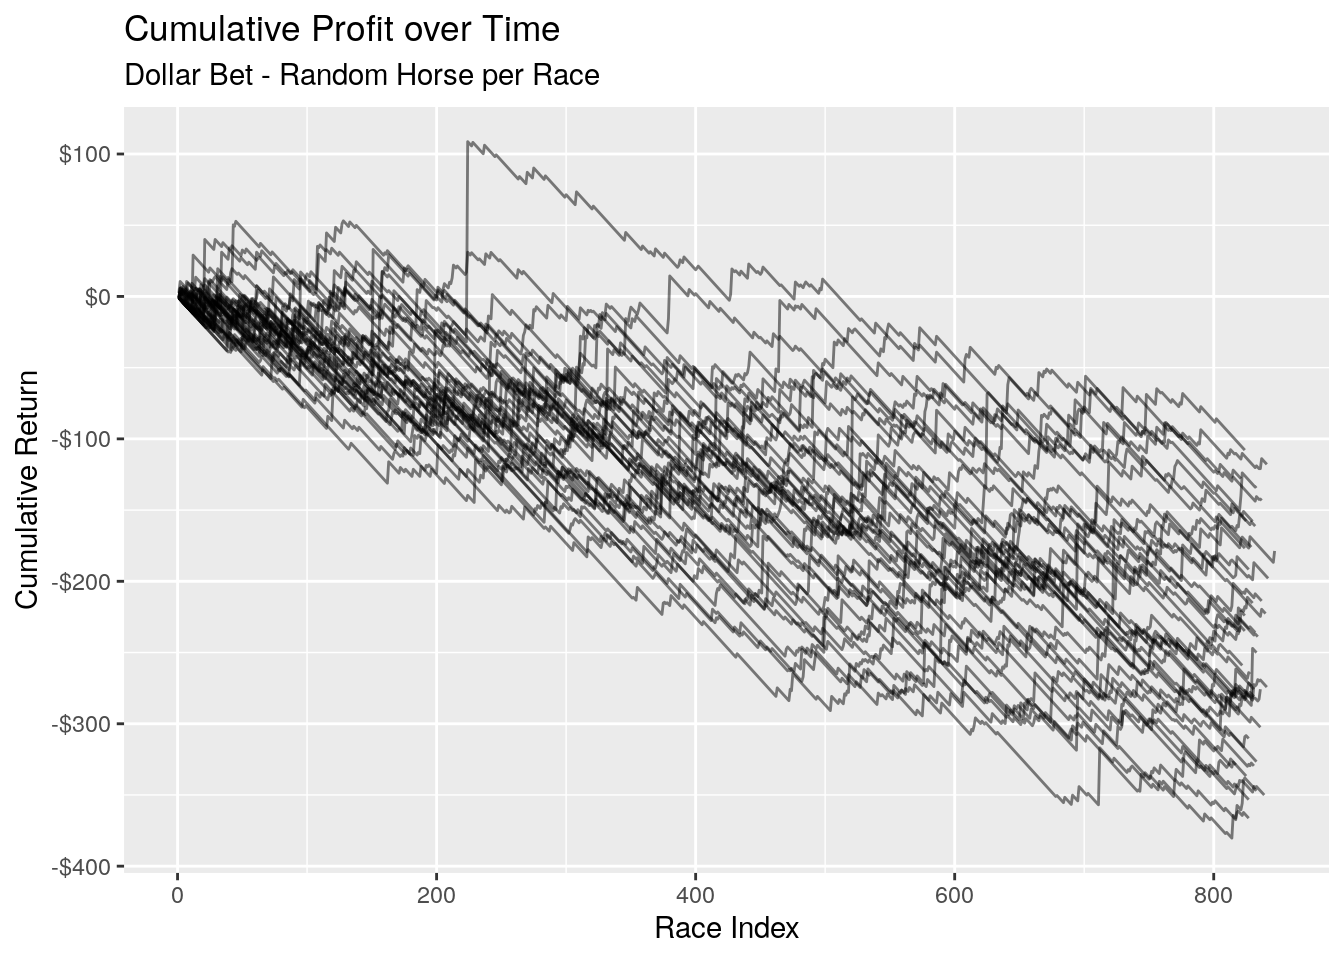 Cumulative Profit over Time
Dollar Bet - Random Horse per Race
Cumulative Return
$100
$0
-$100
-$200
-$300
-$400
0 200 400 600 800
Race Index